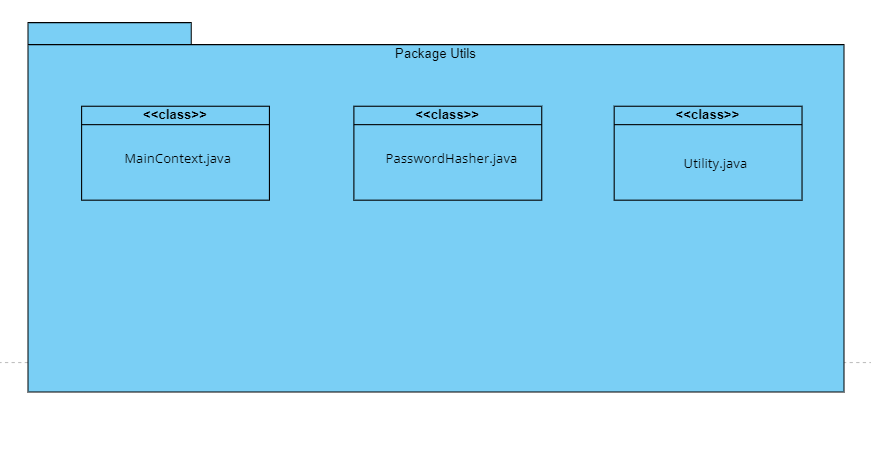 Package Utils
<<class>>
MainContext.java
<<class>>
PasswordHasher.java
<<class>>
Utility.java